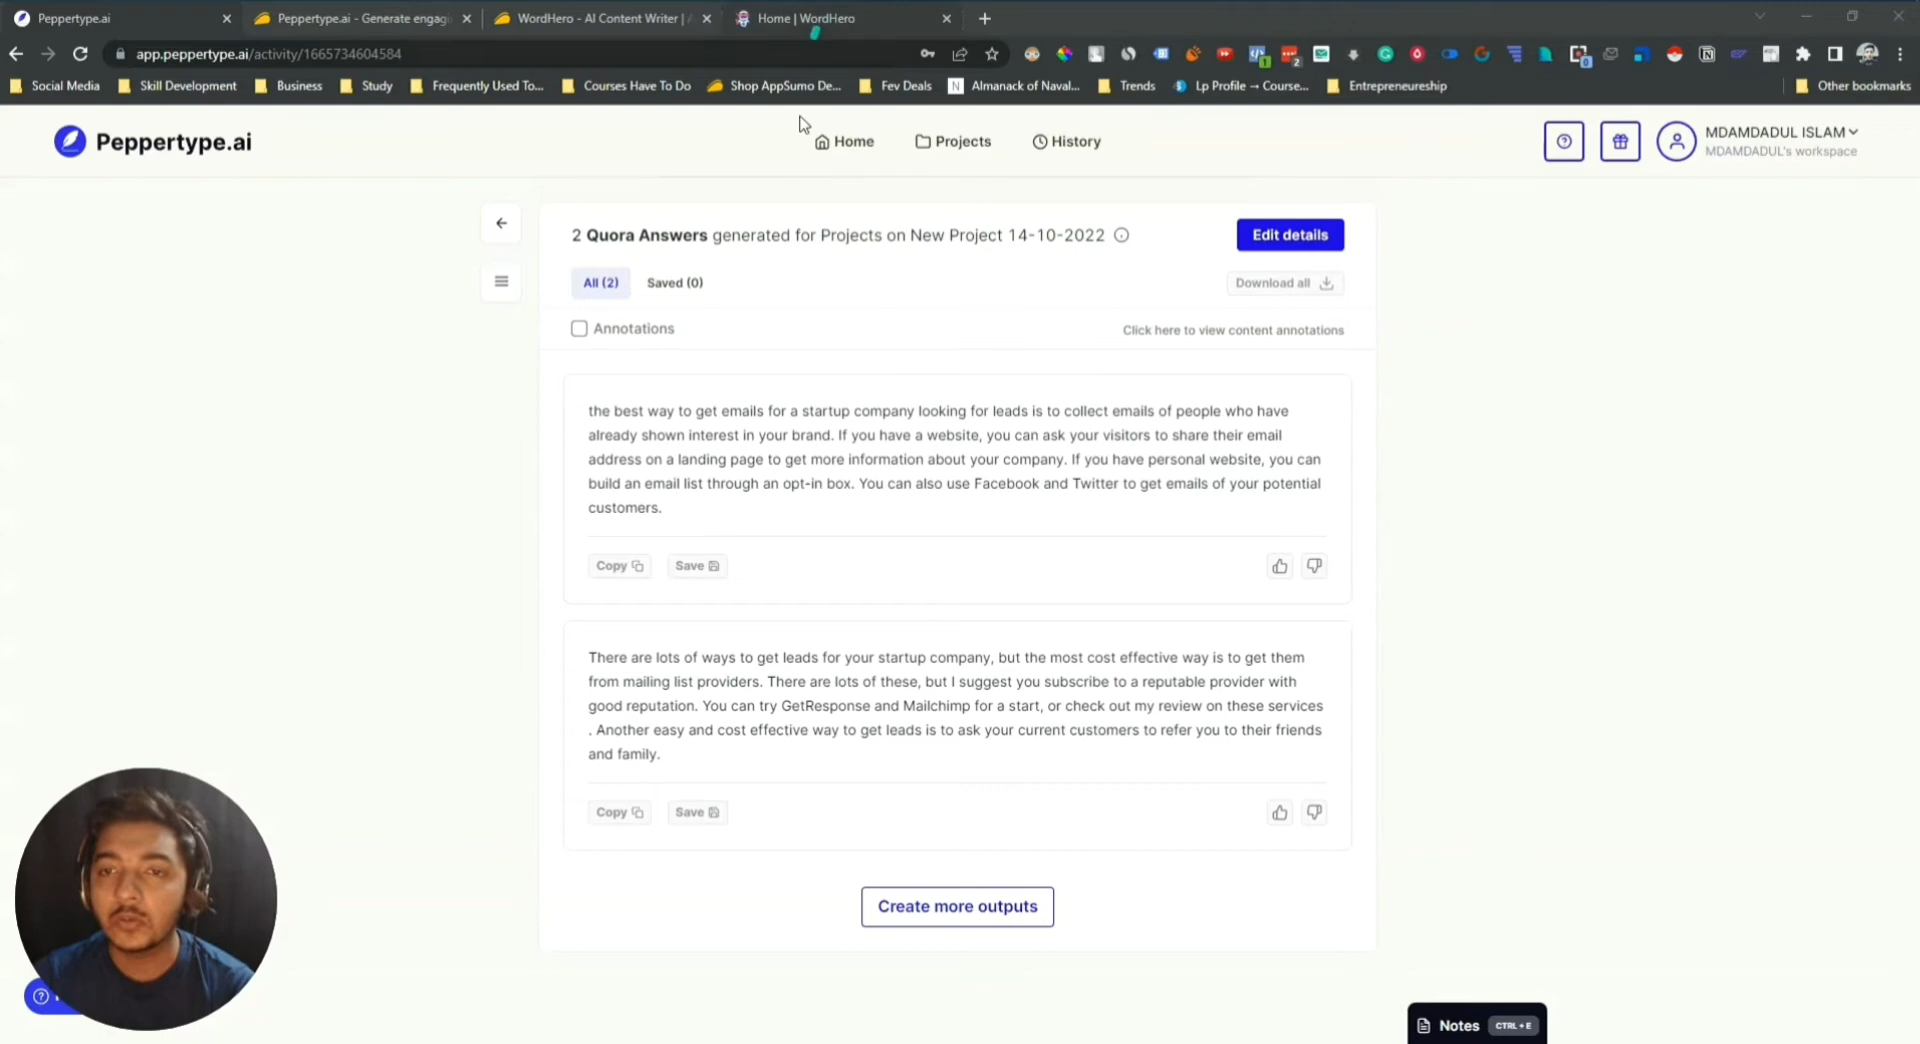 Peppertype.ai
Peppertype.ai - Generate engagi
WordHero - AI Content Writer | A
Home | WordHero
app.peppertype.ai/activity/1665734604584
Social Media
Skill Development
Business
Study
Frequently Used To...
Courses Have To Do
Shop AppSumo De...
Fev Deals
Almanack of Naval...
Trends
Lp Profile → Course...
Entrepreneureship
Other bookmarks
Peppertype.ai
Home
Projects
History
MDAMDADUL ISLAM
MDAMDADUL's workspace
2 Quora Answers generated for Projects on New Project 14-10-2022
Edit details
All (2)
Saved (0)
Download all
Annotations
Click here to view content annotations
the best way to get emails for a startup company looking for leads is to collect emails of people who have
already shown interest in your brand. If you have a website, you can ask your visitors to share their email
address on a landing page to get more information about your company. If you have personal website, you can
build an email list through an opt-in box. You can also use Facebook and Twitter to get emails of your potential
customers.
Copy
Save
There are lots of ways to get leads for your startup company, but the most cost effective way is to get them
from mailing list providers. There are lots of these, but I suggest you subscribe to a reputable provider with
good reputation. You can try GetResponse and Mailchimp for a start, or check out my review on these services
. Another easy and cost effective way to get leads is to ask your current customers to refer you to their friends
and family.
Copy
Save
Create more outputs
Notes
CTRL + E